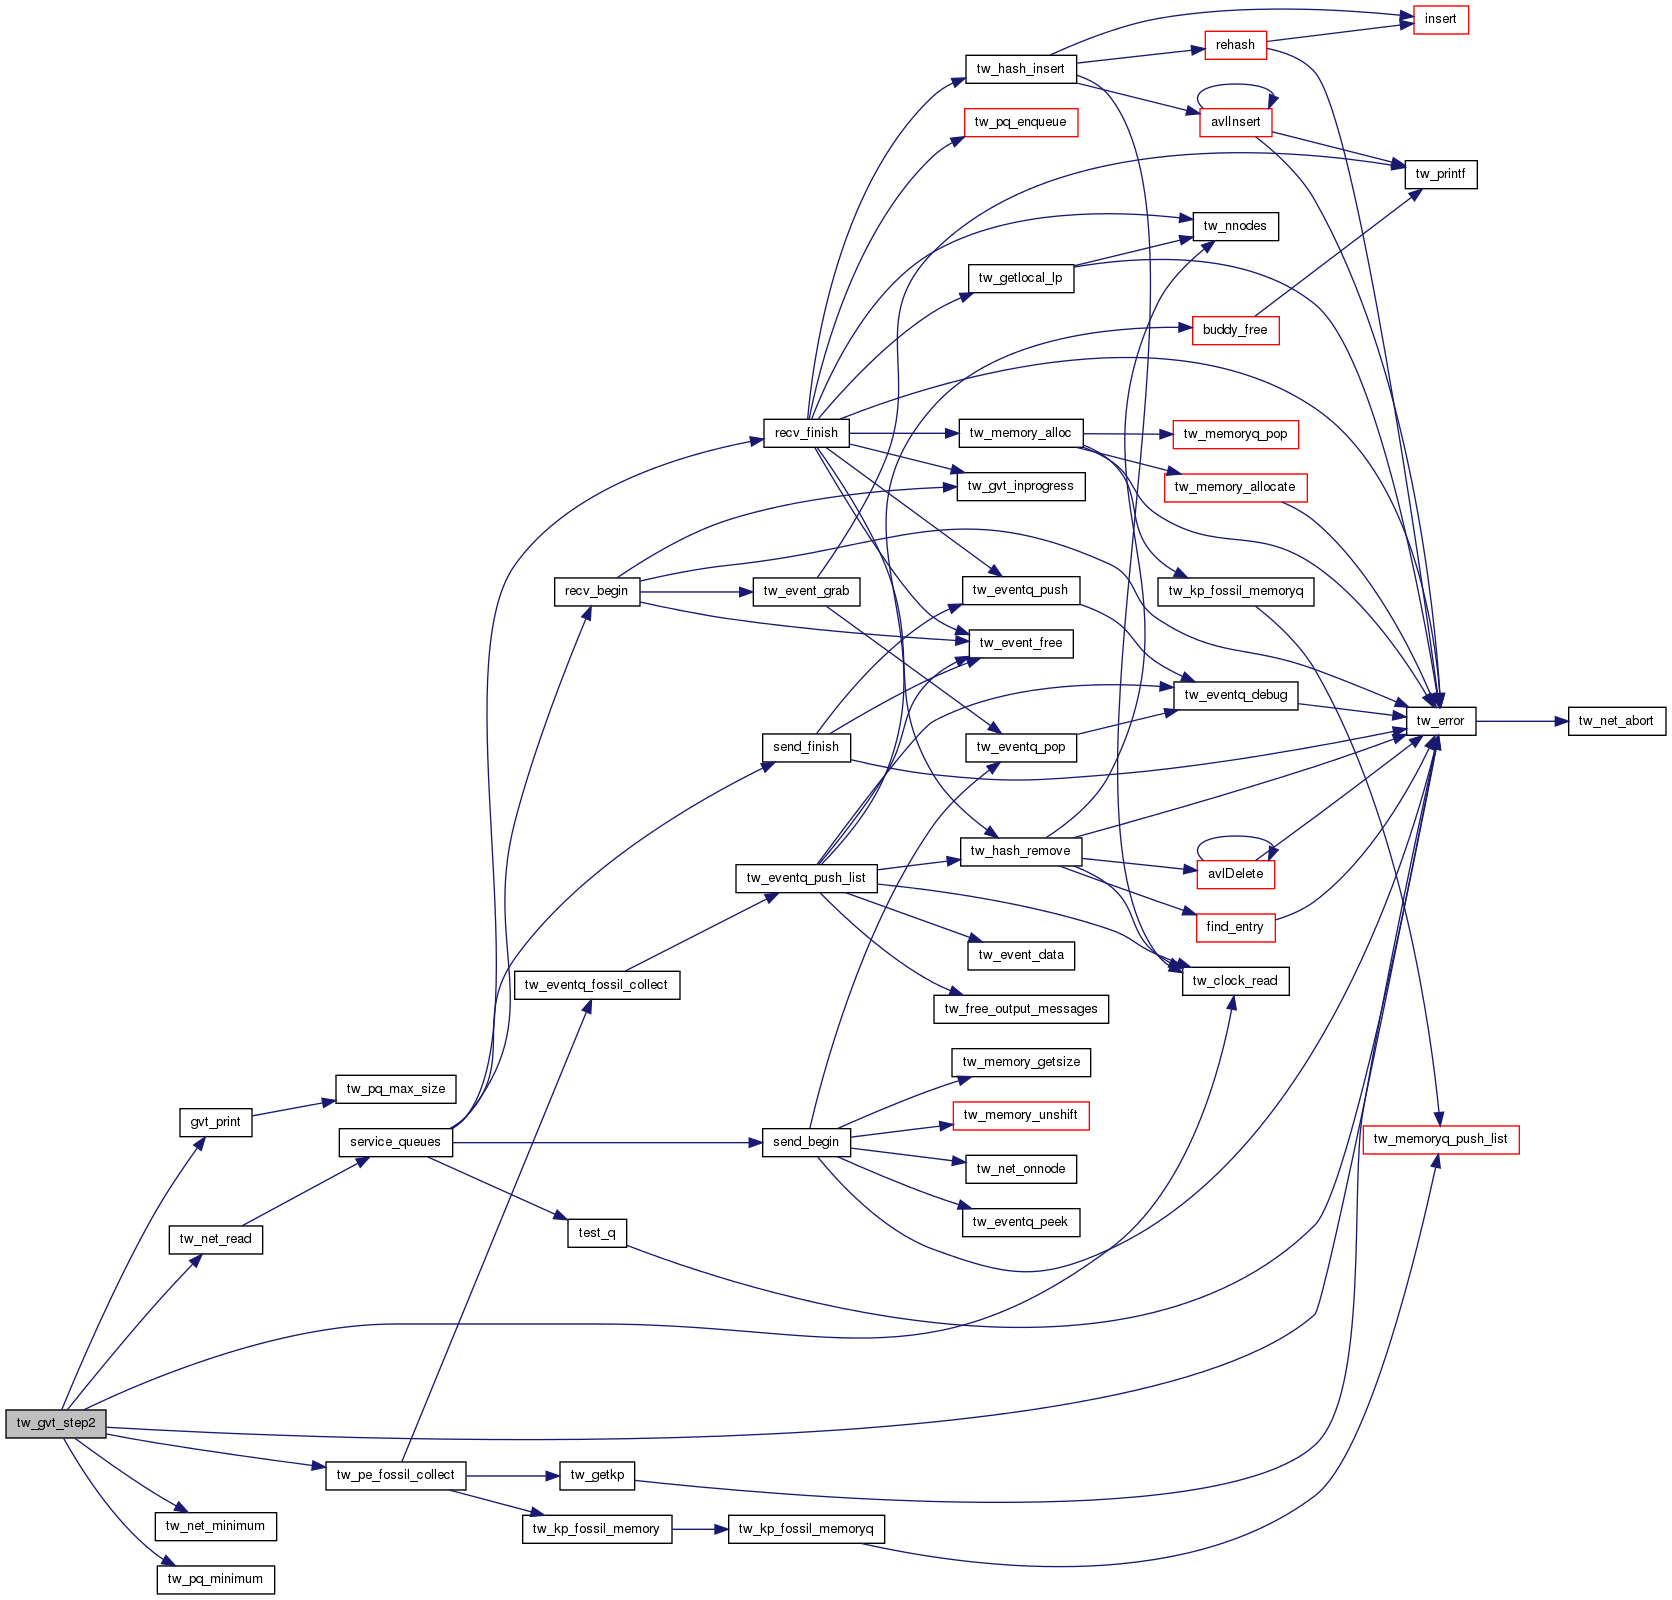 insert
rehash
tw_hash_insert
avlInsert
tw_pq_enqueue
tw_printf
tw_nnodes
tw_getlocal_lp
buddy_free
recv_finish
tw_memory_alloc
tw_memoryq_pop
tw_gvt_inprogress
tw_memory_allocate
recv_begin
tw_event_grab
tw_eventq_push
tw_kp_fossil_memoryq
tw_event_free
tw_eventq_debug
tw_error
tw_net_abort
send_finish
tw_eventq_pop
tw_hash_remove
tw_eventq_push_list
avlDelete
find_entry
tw_event_data
tw_eventq_fossil_collect
tw_clock_read
tw_free_output_messages
tw_memory_getsize
tw_pq_max_size
gvt_print
tw_memory_unshift
service_queues
send_begin
tw_memoryq_push_list
tw_net_onnode
tw_eventq_peek
test_q
tw_net_read
tw_gvt_step2
tw_pe_fossil_collect
tw_getkp
tw_net_minimum
tw_kp_fossil_memory
tw_kp_fossil_memoryq
tw_pq_minimum